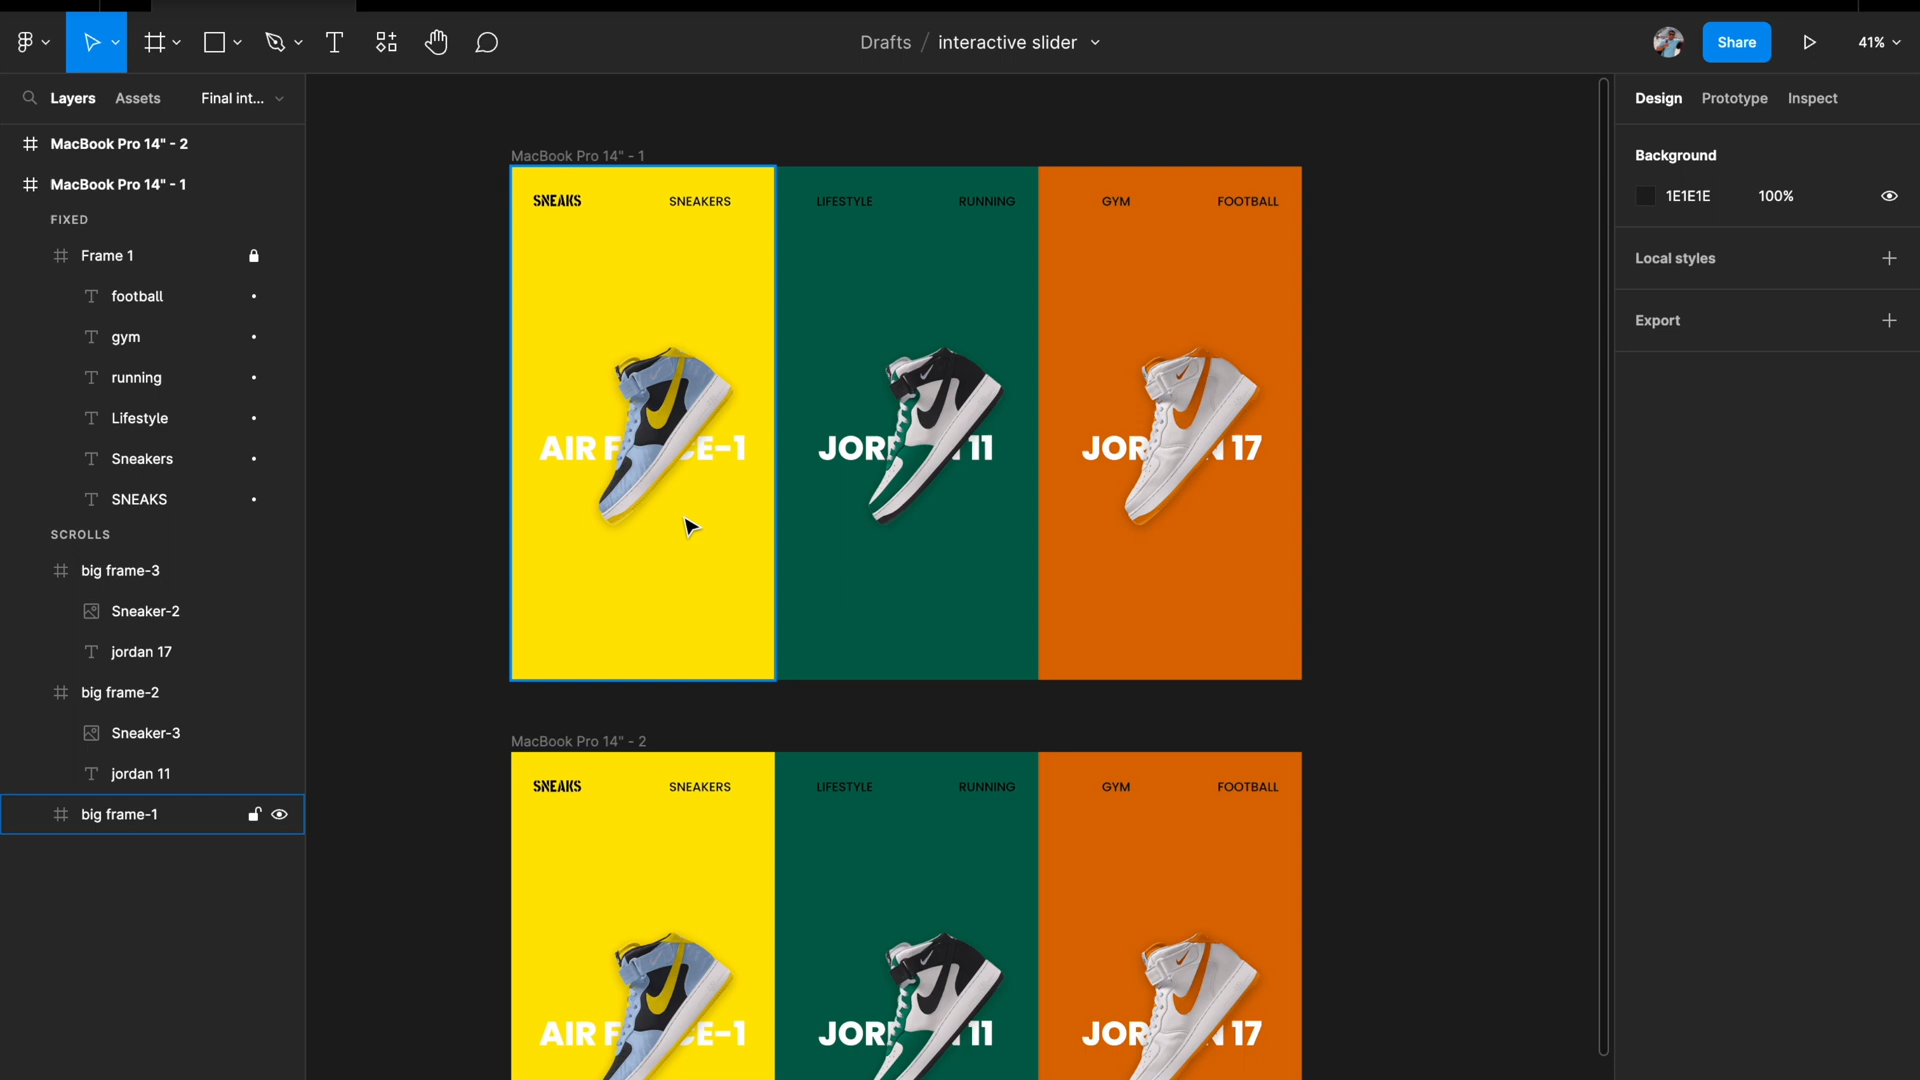 Drafts / interactive slider
Share
41%
Layers
Assets
Final int...
Design
Prototype
Inspect
MacBook Pro 14" - 2
MacBook Pro 14" - 1
FIXED
Frame 1
football
gym
running
Lifestyle
Sneakers
SNEAKS
SCROLLS
big frame-3
Sneaker-2
jordan 17
big frame-2
Sneaker-3
jordan 11
big frame-1
MacBook Pro 14" - 1
SNEAKS
SNEAKERS
LIFESTYLE
RUNNING
GYM
FOOTBALL
AIR F CE-1
JOR 11
JOR N 17
MacBook Pro 14" - 2
SNEAKS
SNEAKERS
LIFESTYLE
RUNNING
GYM
FOOTBALL
AIR F CE-1
JOR 11
JOR N 17
Background
1E1E1E
100%
Local styles
Export